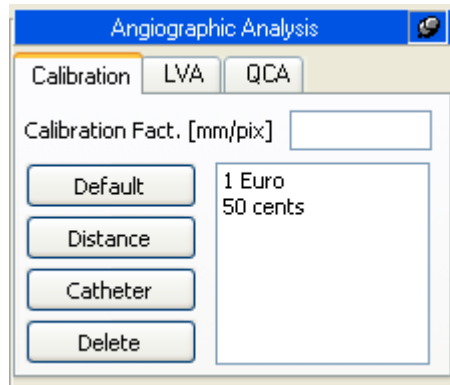 Angiographic Analysis
Calibration LVA QCA
Calibration Fact. [mm/pix]
Default
Distance
Catheter
Delete
1 Euro
50 cents